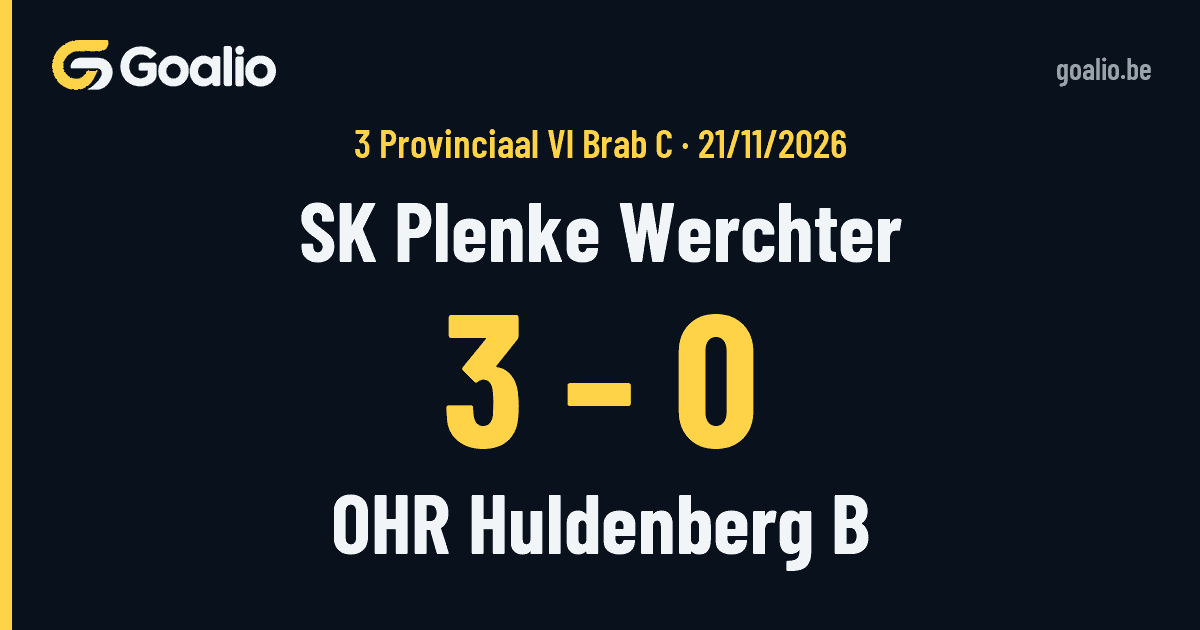 Goalio
goalio.be
3 Provinciaal Vl Brab C · 21/11/2026
SK Plenke Werchter
3 – 0
OHR Huldenberg B